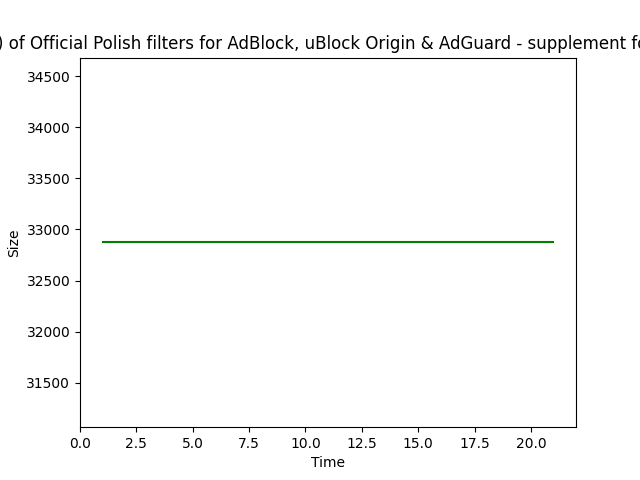 ) of Official Polish filters for AdBlock, uBlock Origin & AdGuard - supplement fo
34500
34000
33500
33000
32500
32000
31500
Size
0.0 2.5 5.0 7.5 10.0 12.5 15.0 17.5 20.0
Time